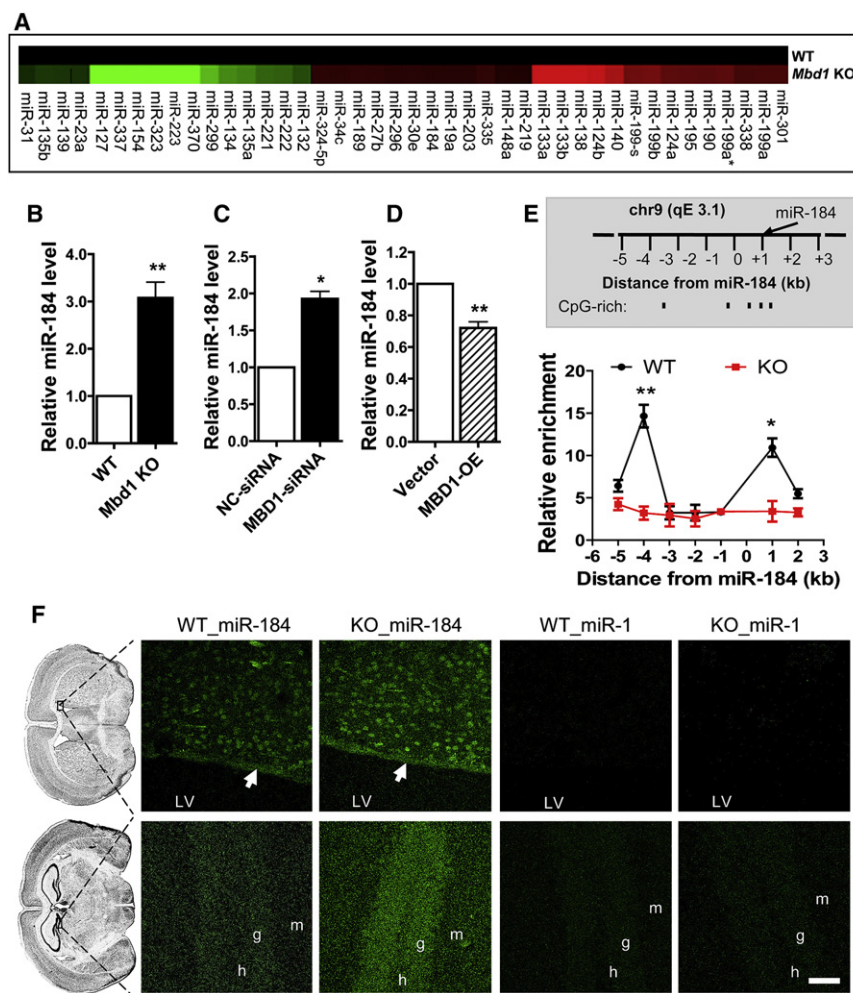 A
WT
Mbd1 KO
miR-31
miR-135b
miR-139
miR-23a
miR-127
miR-337
miR-154
miR-323
miR-223
miR-370
miR-299
miR-134
miR-135a
miR-221
miR-222
miR-132
miR-324-5p
miR-34c
miR-189
miR-27b
miR-296
miR-30e
miR-184
miR-19a
miR-203
miR-335
miR-148a
miR-219
miR-133a
miR-133b
miR-138
miR-124b
miR-140
miR-199-s
miR-199b
miR-124a
miR-195
miR-190
miR-199a*
miR-338
miR-199a
miR-301
B
Relative miR-184 level
4.0
3.0
2.0
1.0
0.0
**
WT
Mbd1 KO
C
Relative miR-184 level
2.5
2.0
1.5
1.0
0.5
0.0
*
NC-siRNA
MBD1-siRNA
D
Relative miR-184 level
1.2
1.0
0.8
0.6
0.4
0.2
0.0
**
Vector
MBD1-OE
E
chr9 (qE 3.1)
miR-184
-5 -4 -3 -2 -1 0 +1 +2 +3
Distance from miR-184 (kb)
CpG-rich:
WT KO
Relative enrichment
20
15
10
5
0
** *
-6 -5 -4 -3 -2 -1 0 1 2 3
Distance from miR-184 (kb)
F
WT_miR-184 KO_miR-184 WT_miR-1 KO_miR-1
LV LV LV LV
m m m m
g g g g
h h h h